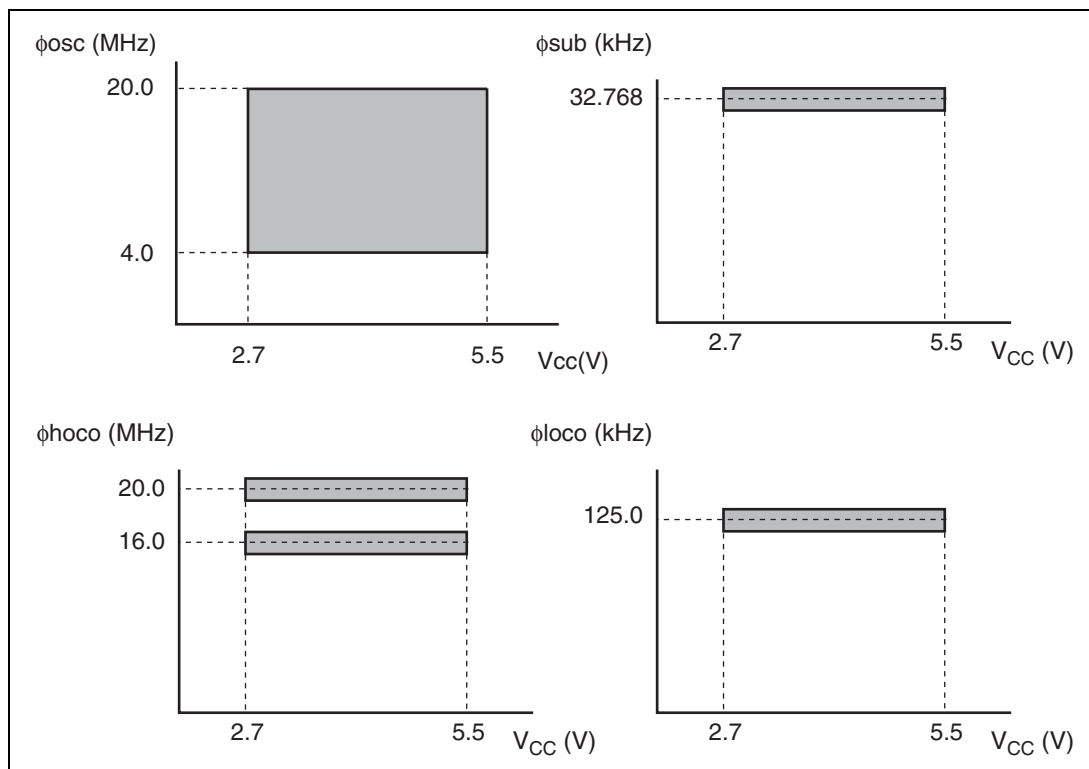 ϕosc (MHz)
20.0
4.0
2.7 5.5 Vcc(V)
ϕsub (kHz)
32.768
2.7 5.5 VCC (V)
ϕhoco (MHz)
20.0
16.0
2.7 5.5 VCC (V)
ϕloco (kHz)
125.0
2.7 5.5 VCC (V)